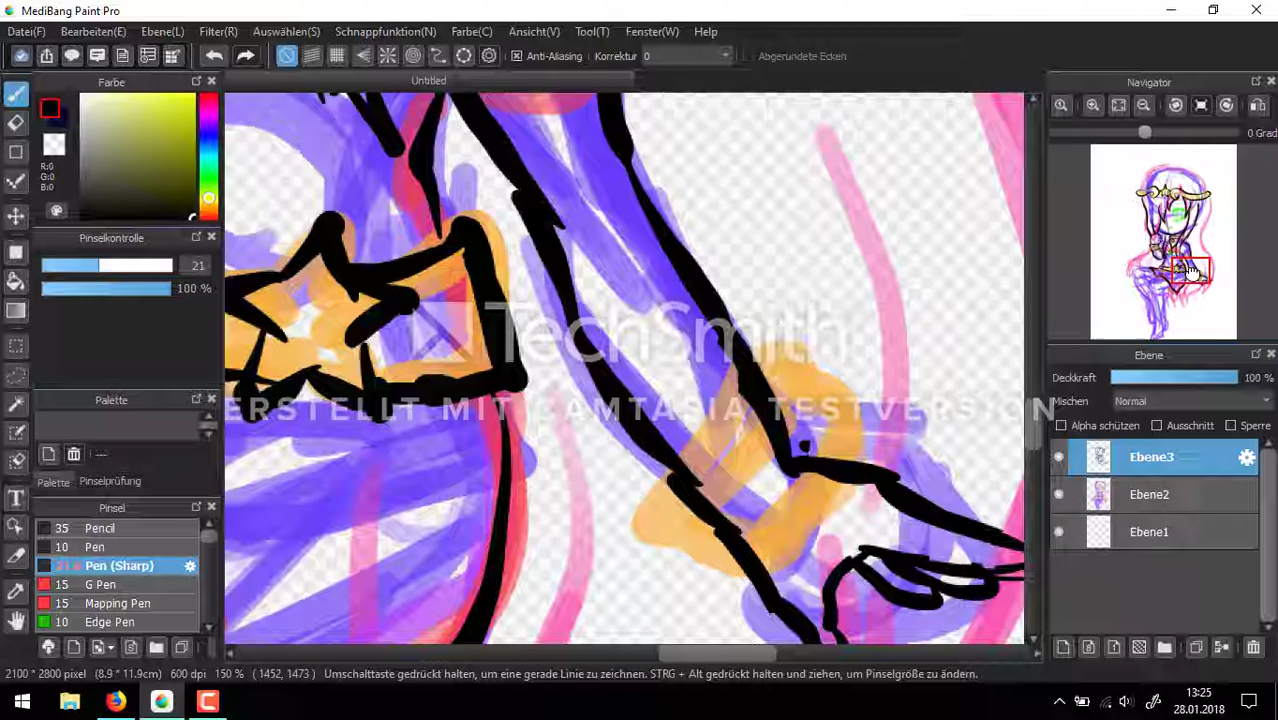 MediBang Paint Pro
Datei(F) Bearbeiten(E) Ebene(L) Filter(R) Auswählen(S) Schnappfunktion(N) Farbe(C) Ansicht(V) Tool(T) Fenster(W) Help
Anti-Aliasing Korrektur 0 Abgerundete Ecken
Farbe
Untitled
Navigator
R:0
G:0
B:0
0 Grad
Pinselkontrolle
21
100 %
Ebene
Deckkraft 100 %
Mischen Normal
Alpha schützen Ausschnitt Sperre
Ebene3
Ebene2
Ebene1
TechSmith
ERSTELLT MIT CAMTASIA TESTVERSION
Palette
---
Palette Pinselprüfung
Pinsel
35 Pencil
10 Pen
21 Pen (Sharp)
15 G Pen
15 Mapping Pen
10 Edge Pen
2100 * 2800 pixel (8.9 * 11.9cm) 600 dpi 150 % (1452, 1473) Umschalttaste gedrückt halten, um eine gerade Linie zu zeichnen. STRG + Alt gedrückt halten und ziehen, um Pinselgröße zu ändern.
13:25
28.01.2018